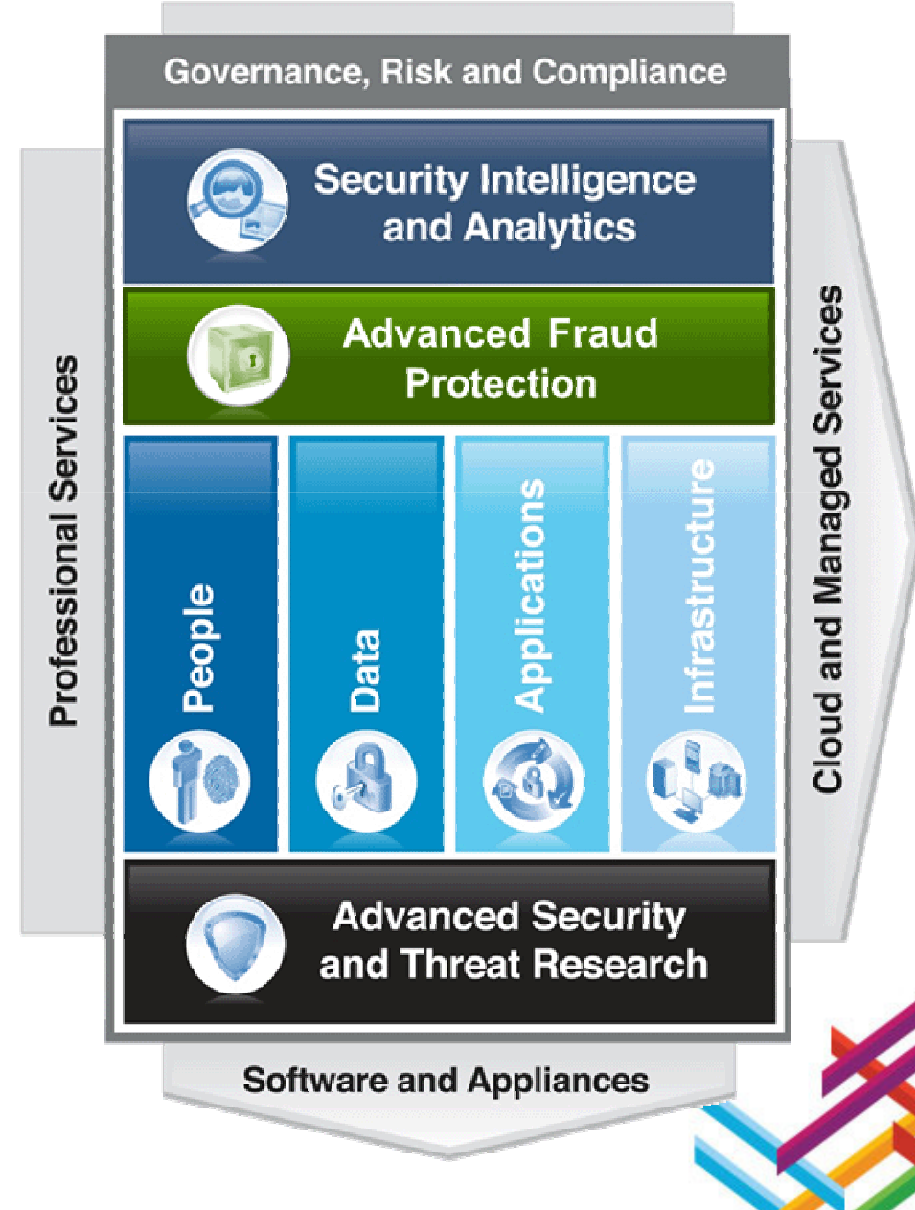 Governance, Risk and Compliance
Security Intelligence
and Analytics
Advanced Fraud
Protection
Professional Services
People
Data
Applications
Infrastructure
Cloud and Managed Services
Advanced Security
and Threat Research
Software and Appliances